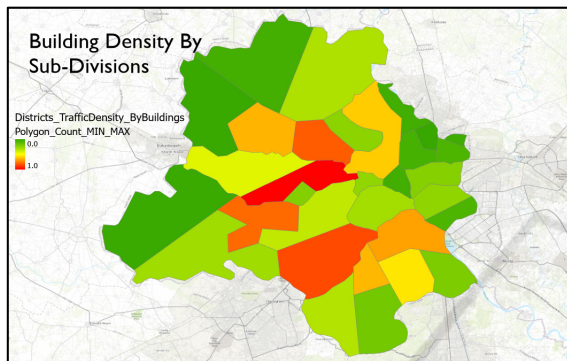 Building Density By
Sub-Divisions
Districts_TrafficDensity_ByBuildings
Polygon_Count_MIN_MAX
0.0
1.0